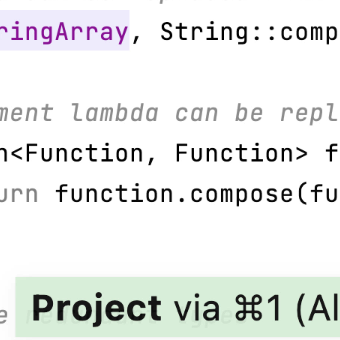 ringArray, String::comp
ment lambda can be repl
n<Function, Function> f
urn function.compose(fu
Project via ⌘1 (Al